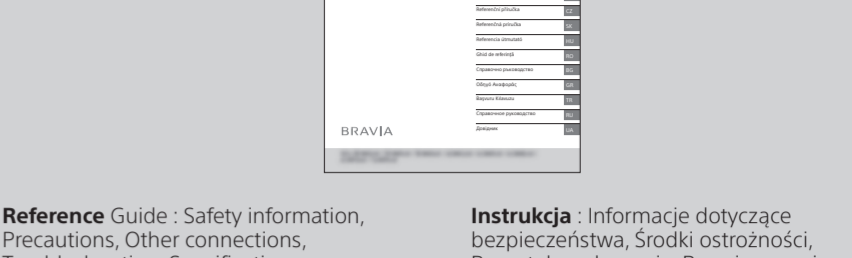 Referenční příručka CZ
Referenčná príručka SK
Referencia útmutató HU
Ghid de referinţă RO
Справочно ръководство BG
Οδηγό Αναφοράς GR
Başvuru Kılavuzu TR
Справочное руководство RU
Довідник UA
BRAVIA
Reference Guide : Safety information,
Precautions, Other connections,
Instrukcja : Informacje dotyczące
bezpieczeństwa, Środki ostrożności,